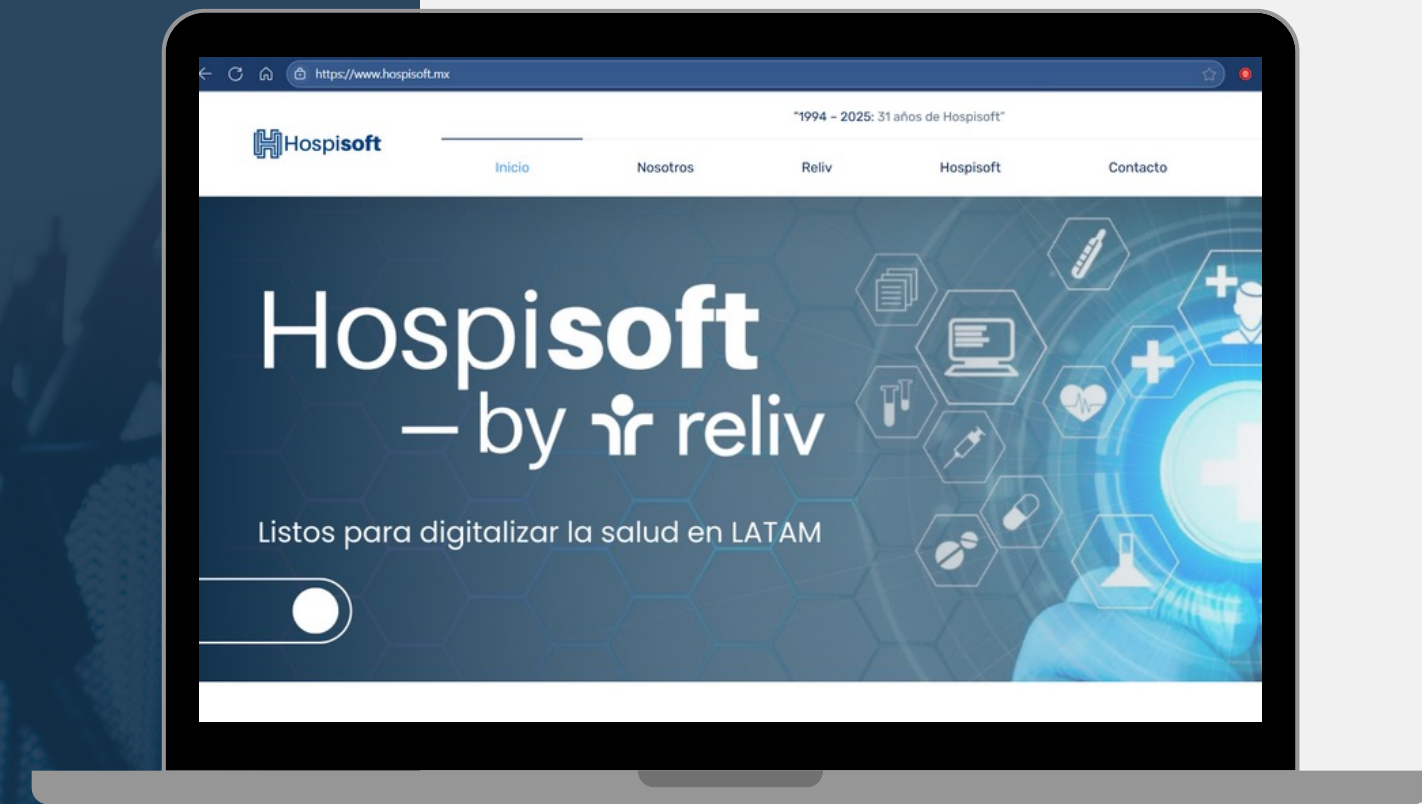 https://www.hospisoft.mx
"1994 – 2025: 31 años de Hospisoft"
Hospisoft
Inicio Nosotros Reliv Hospisoft Contacto
Hospisoft
— by reliv
Listos para digitalizar la salud en LATAM